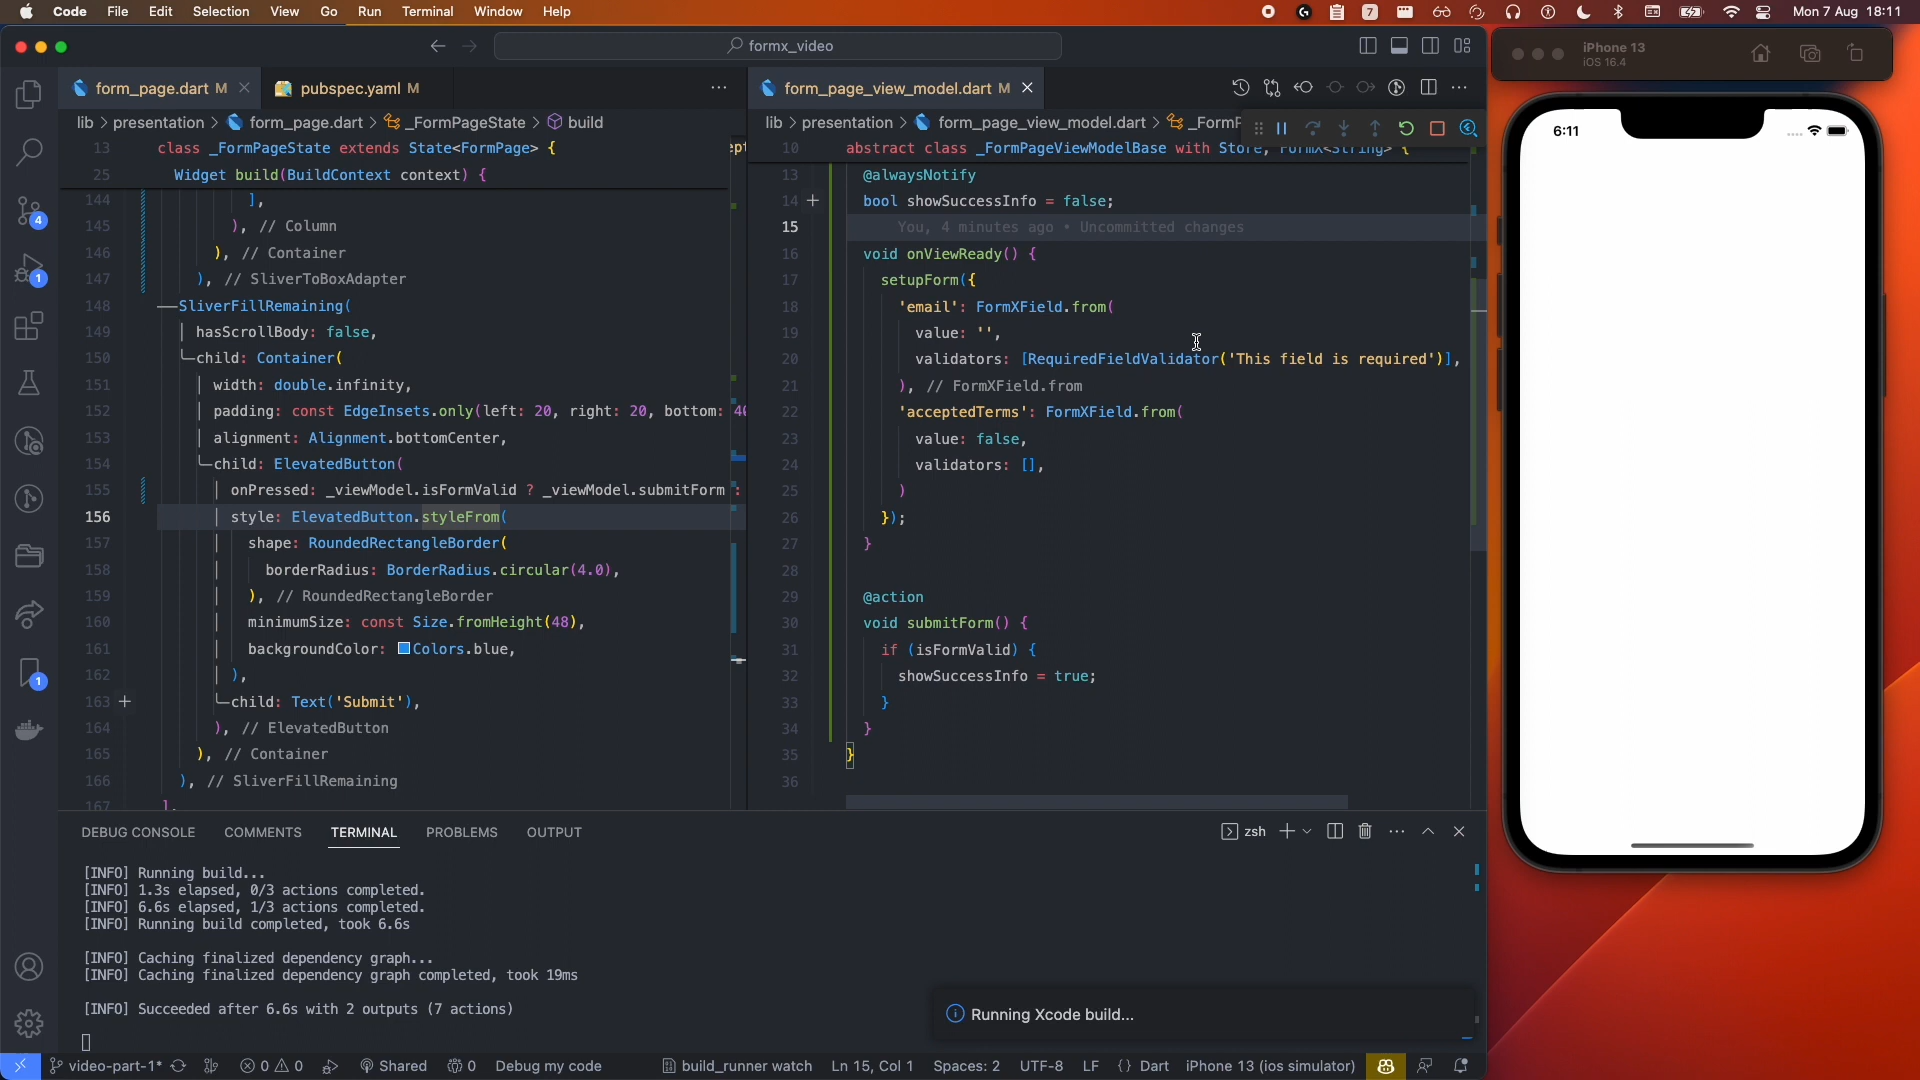 Code File Edit Selection View Go Run Terminal Window Help
7
Mon 7 Aug 18:11
formx_video
iPhone 13
iOS 16.4
form_page.dart M
pubspec.yaml M
form_page_view_model.dart M
lib > presentation > form_page.dart > _FormPageState > build
13 class _FormPageState extends State<FormPage> {
25 Widget build(BuildContext context) {
144 ],
145 ), // Column
146 ), // Container
147 ), // SliverToBoxAdapter
148 SliverFillRemaining(
149 hasScrollBody: false,
150 child: Container(
151 width: double.infinity,
152 padding: const EdgeInsets.only(left: 20, right: 20, bottom: 40
153 alignment: Alignment.bottomCenter,
154 child: ElevatedButton(
155 onPressed: _viewModel.isFormValid ? _viewModel.submitForm :
156 style: ElevatedButton.styleFrom(
157 shape: RoundedRectangleBorder(
158 borderRadius: BorderRadius.circular(4.0),
159 ), // RoundedRectangleBorder
160 minimumSize: const Size.fromHeight(48),
161 backgroundColor: Colors.blue,
162 ),
163 child: Text('Submit'),
164 ), // ElevatedButton
165 ), // Container
166 ), // SliverFillRemaining
167 ],
lib > presentation > form_page_view_model.dart > _FormP
10 abstract class _FormPageViewModelBase with Store, FormX<String> {
13 @alwaysNotify
14 bool showSuccessInfo = false;
15 You, 4 minutes ago • Uncommitted changes
16 void onViewReady() {
17 setupForm({
18 'email': FormXField.from(
19 value: '',
20 validators: [RequiredFieldValidator('This field is required')],
21 ), // FormXField.from
22 'acceptedTerms': FormXField.from(
23 value: false,
24 validators: [],
25 )
26 });
27 }
28
29 @action
30 void submitForm() {
31 if (isFormValid) {
32 showSuccessInfo = true;
33 }
34 }
35 }
36
6:11
4
1
1
DEBUG CONSOLE COMMENTS TERMINAL PROBLEMS OUTPUT
zsh
[INFO] Running build...
[INFO] 1.3s elapsed, 0/3 actions completed.
[INFO] 6.6s elapsed, 1/3 actions completed.
[INFO] Running build completed, took 6.6s
[INFO] Caching finalized dependency graph...
[INFO] Caching finalized dependency graph completed, took 19ms
[INFO] Succeeded after 6.6s with 2 outputs (7 actions)
Running Xcode build...
video-part-1* 0 0 Shared 0 Debug my code build_runner watch Ln 15, Col 1 Spaces: 2 UTF-8 LF {} Dart iPhone 13 (ios simulator)